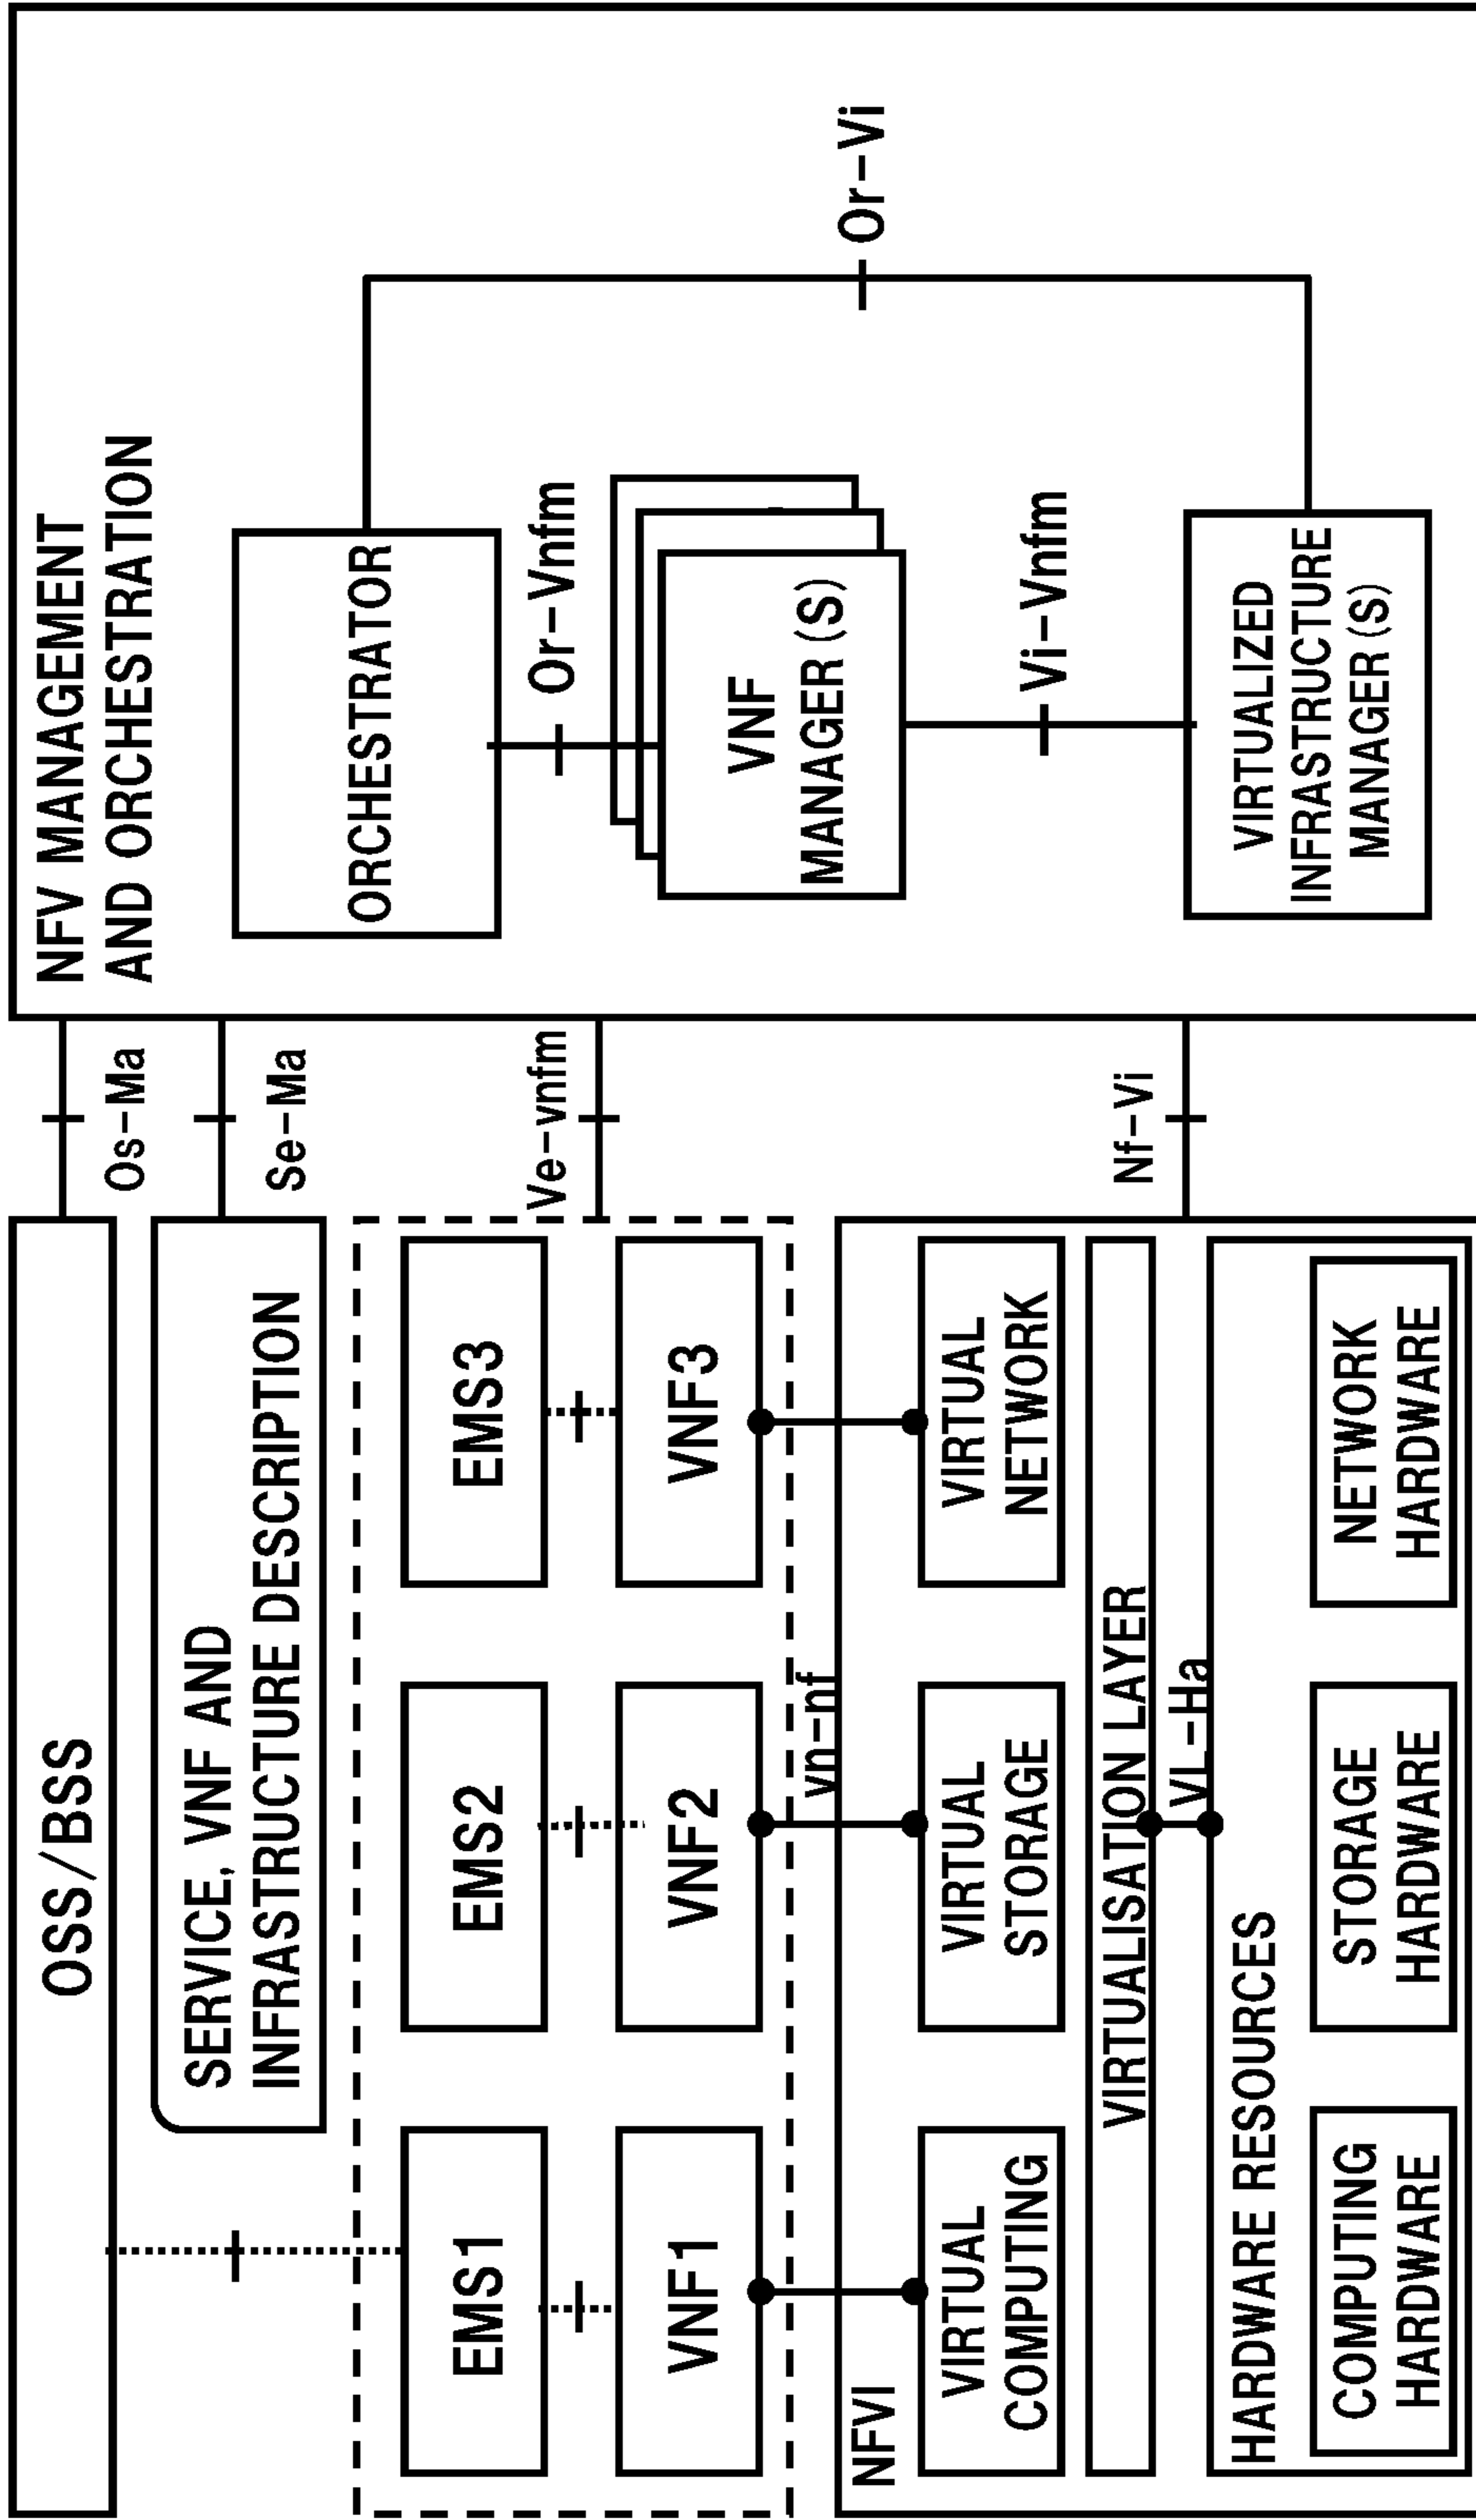 OSS/BSS
Os-Ma
SERVICE, VNF AND
INFRASTRUCTURE DESCRIPTION
Se-Ma
EMS1
EMS2
EMS3
Ve-vnfm
VNF1
VNF2
VNF3
vn-nf
NFVI
Nf-Vi
VIRTUAL
COMPUTING
VIRTUAL
STORAGE
VIRTUAL
NETWORK
VIRTUALISATION LAYER
VL-Ha
HARDWARE RESOURCES
COMPUTING
HARDWARE
STORAGE
HARDWARE
NETWORK
HARDWARE
NFV MANAGEMENT
AND ORCHESTRATION
ORCHESTRATOR
Or-Vnfm
VNF
MANAGER(S)
Or-Vi
Vi-Vnfm
VIRTUALIZED
INFRASTRUCTURE
MANAGER(S)